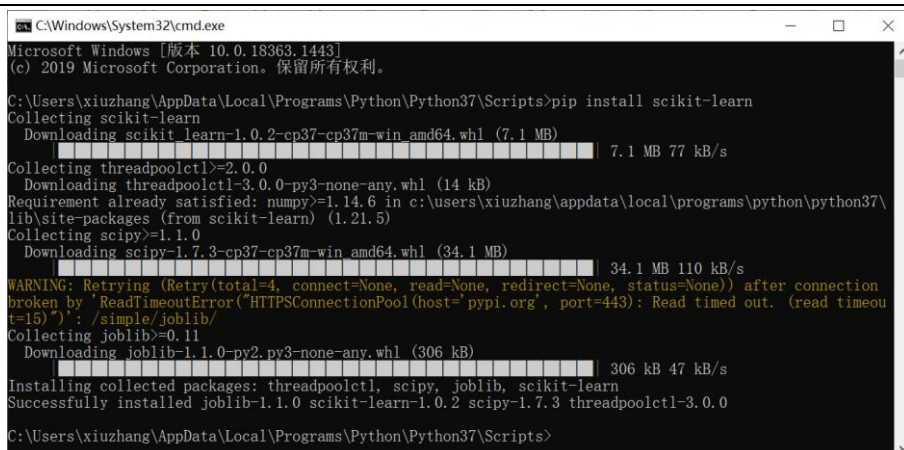 C:\Windows\System32\cmd.exe
Microsoft Windows [版本 10.0.18363.1443]
(c) 2019 Microsoft Corporation。保留所有权利。
C:\Users\xiuzhang\AppData\Local\Programs\Python\Python37\Scripts>pip install scikit-learn
Collecting scikit-learn
Downloading scikit_learn-1.0.2-cp37-cp37m-win_amd64.whl (7.1 MB)
7.1 MB 77 kB/s
Collecting threadpoolctl>=2.0.0
Downloading threadpoolctl-3.0.0-py3-none-any.whl (14 kB)
Requirement already satisfied: numpy>=1.14.6 in c:\users\xiuzhang\appdata\local\programs\python\python37\
lib\site-packages (from scikit-learn) (1.21.5)
Collecting scipy>=1.1.0
Downloading scipy-1.7.3-cp37-cp37m-win_amd64.whl (34.1 MB)
34.1 MB 110 kB/s
WARNING: Retrying (Retry(total=4, connect=None, read=None, redirect=None, status=None)) after connection
broken by 'ReadTimeoutError("HTTPSConnectionPool(host='pypi.org', port=443): Read timed out. (read timeou
t=15)")': /simple/joblib/
Collecting joblib>=0.11
Downloading joblib-1.1.0-py2.py3-none-any.whl (306 kB)
306 kB 47 kB/s
Installing collected packages: threadpoolctl, scipy, joblib, scikit-learn
Successfully installed joblib-1.1.0 scikit-learn-1.0.2 scipy-1.7.3 threadpoolctl-3.0.0
C:\Users\xiuzhang\AppData\Local\Programs\Python\Python37\Scripts>